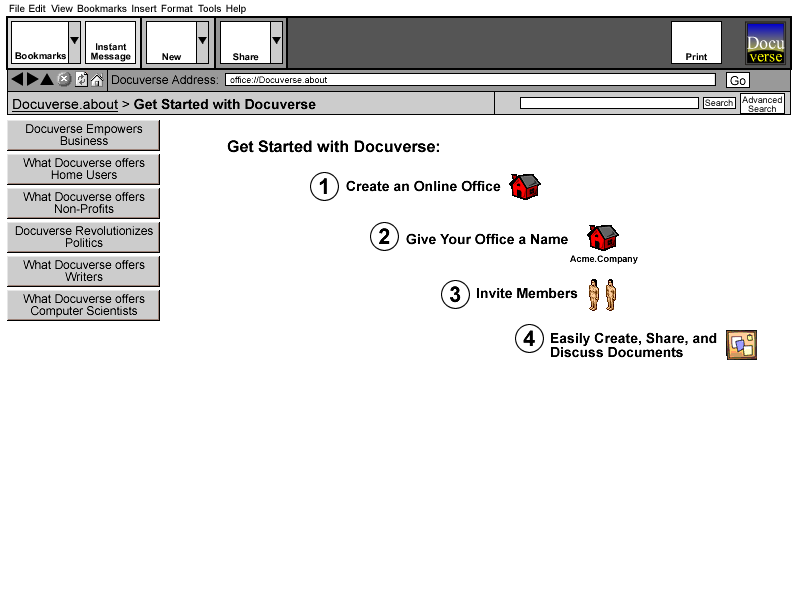 File Edit View Bookmarks Insert Format Tools Help
Bookmarks
Instant
Message
New
Share
Print
Docu
verse
Docuverse Address: office://Docuverse.about Go
Docuverse.about > Get Started with Docuverse
Search
Advanced
Search
Docuverse Empowers
Business
What Docuverse offers
Home Users
What Docuverse offers
Non-Profits
Docuverse Revolutionizes
Politics
What Docuverse offers
Writers
What Docuverse offers
Computer Scientists
Get Started with Docuverse:
1 Create an Online Office
2 Give Your Office a Name
Acme.Company
3 Invite Members
4 Easily Create, Share, and
Discuss Documents